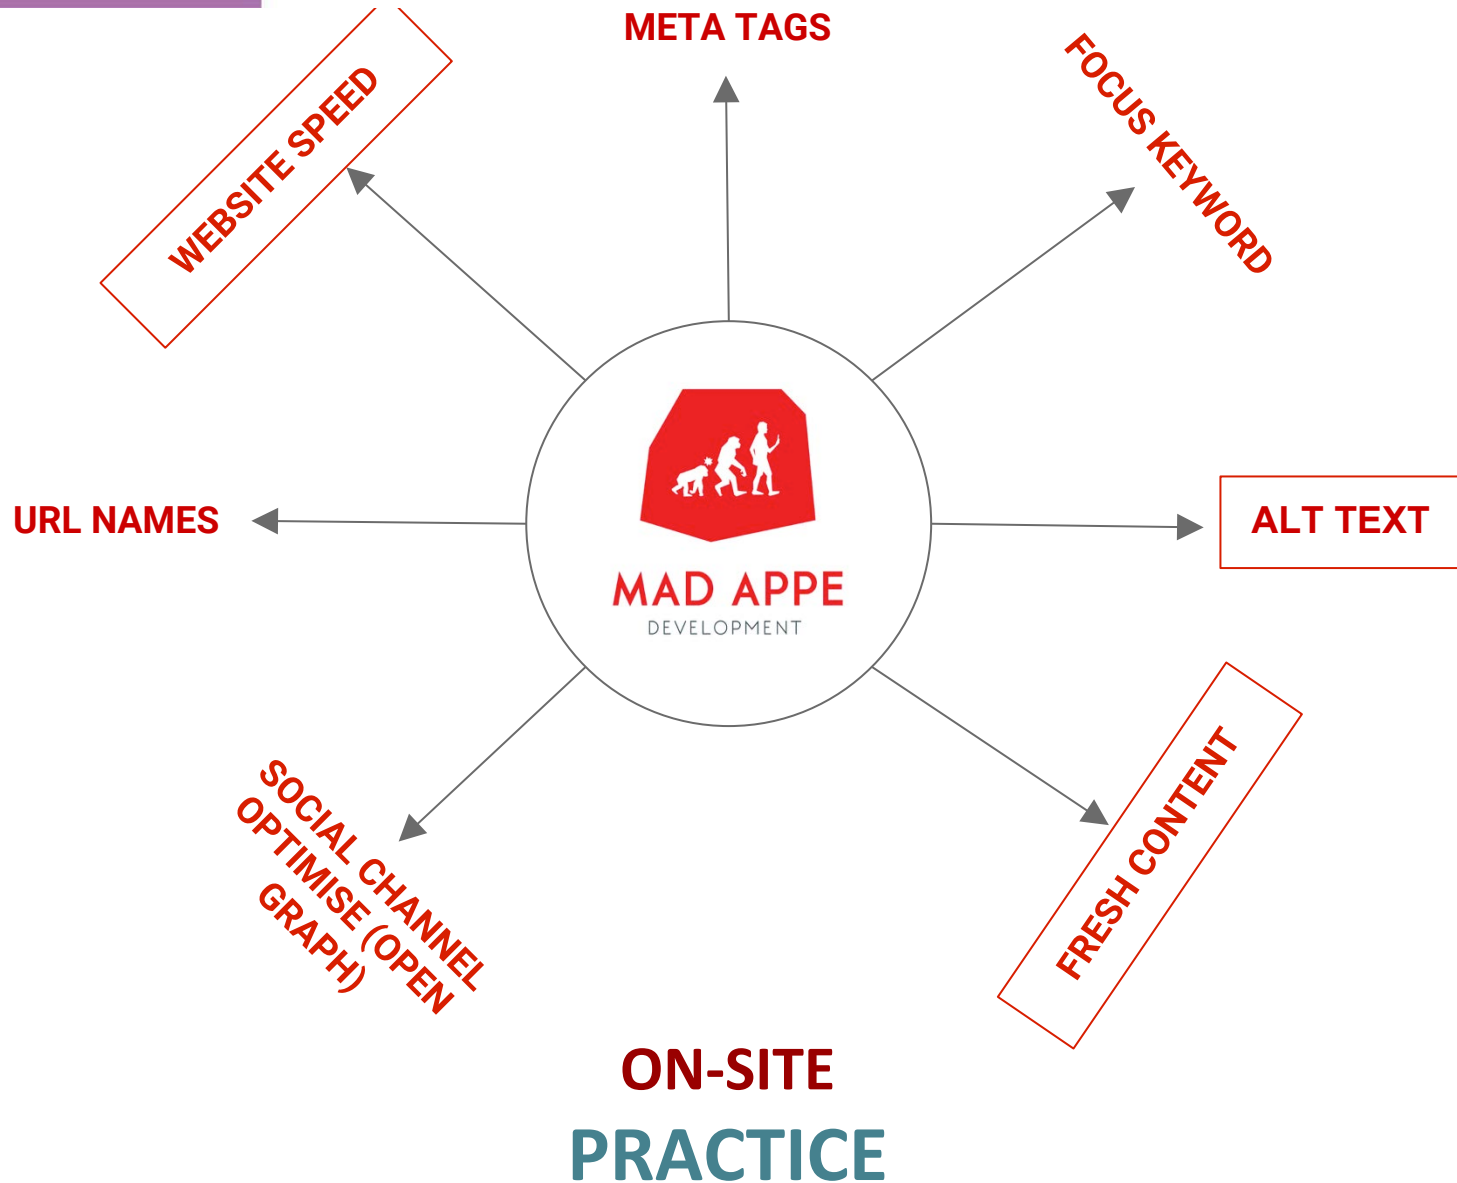 META TAGS
WEBSITE SPEED
FOCUS KEYWORD
URL NAMES
MAD APPE
DEVELOPMENT
ALT TEXT
SOCIAL CHANNEL
OPTIMISE (OPEN
GRAPH)
FRESH CONTENT
ON-SITE
PRACTICE